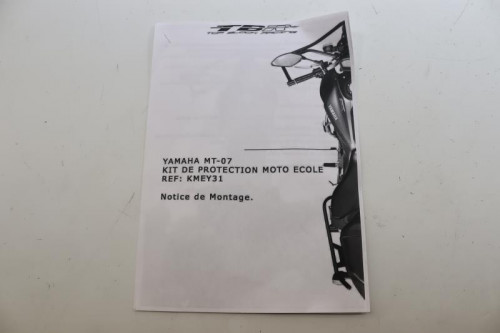 YAMAHA MT-07
KIT DE PROTECTION MOTO ECOLE
REF: KMEY31
Notice de Montage.